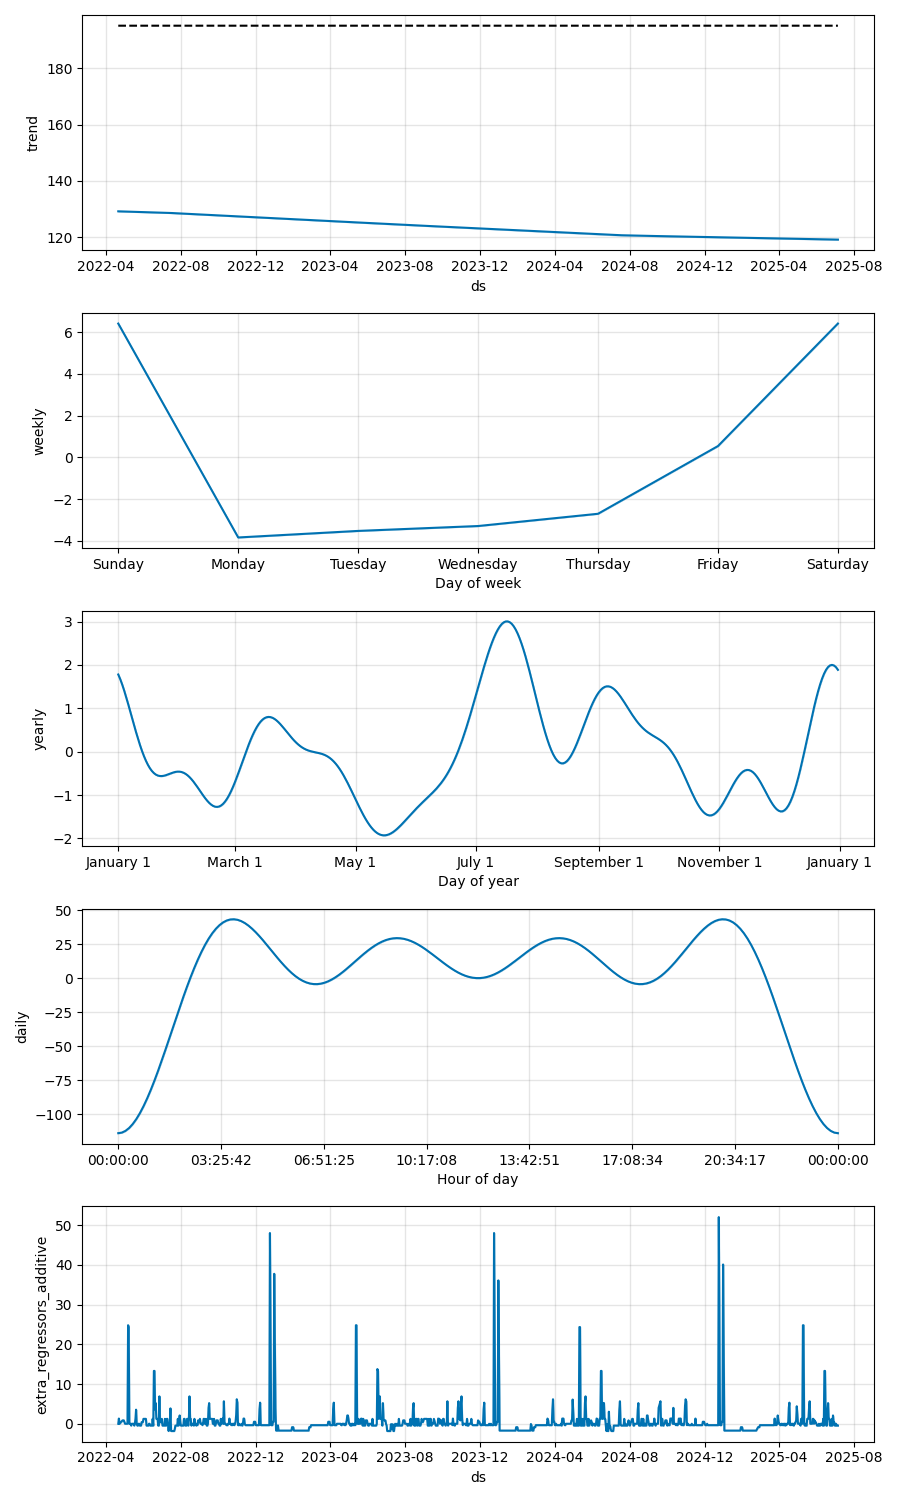 180
160
140
120
trend
2022-04 2022-08 2022-12 2023-04 2023-08 2023-12 2024-04 2024-08 2024-12 2025-04 2025-08
ds
6
4
2
0
−2
−4
weekly
Sunday Monday Tuesday Wednesday Thursday Friday Saturday
Day of week
3
2
1
0
−1
−2
yearly
January 1 March 1 May 1 July 1 September 1 November 1 January 1
Day of year
50
25
0
−25
−50
−75
−100
daily
00:00:00 03:25:42 06:51:25 10:17:08 13:42:51 17:08:34 20:34:17 00:00:00
Hour of day
50
40
30
20
10
0
extra_regressors_additive
2022-04 2022-08 2022-12 2023-04 2023-08 2023-12 2024-04 2024-08 2024-12 2025-04 2025-08
ds